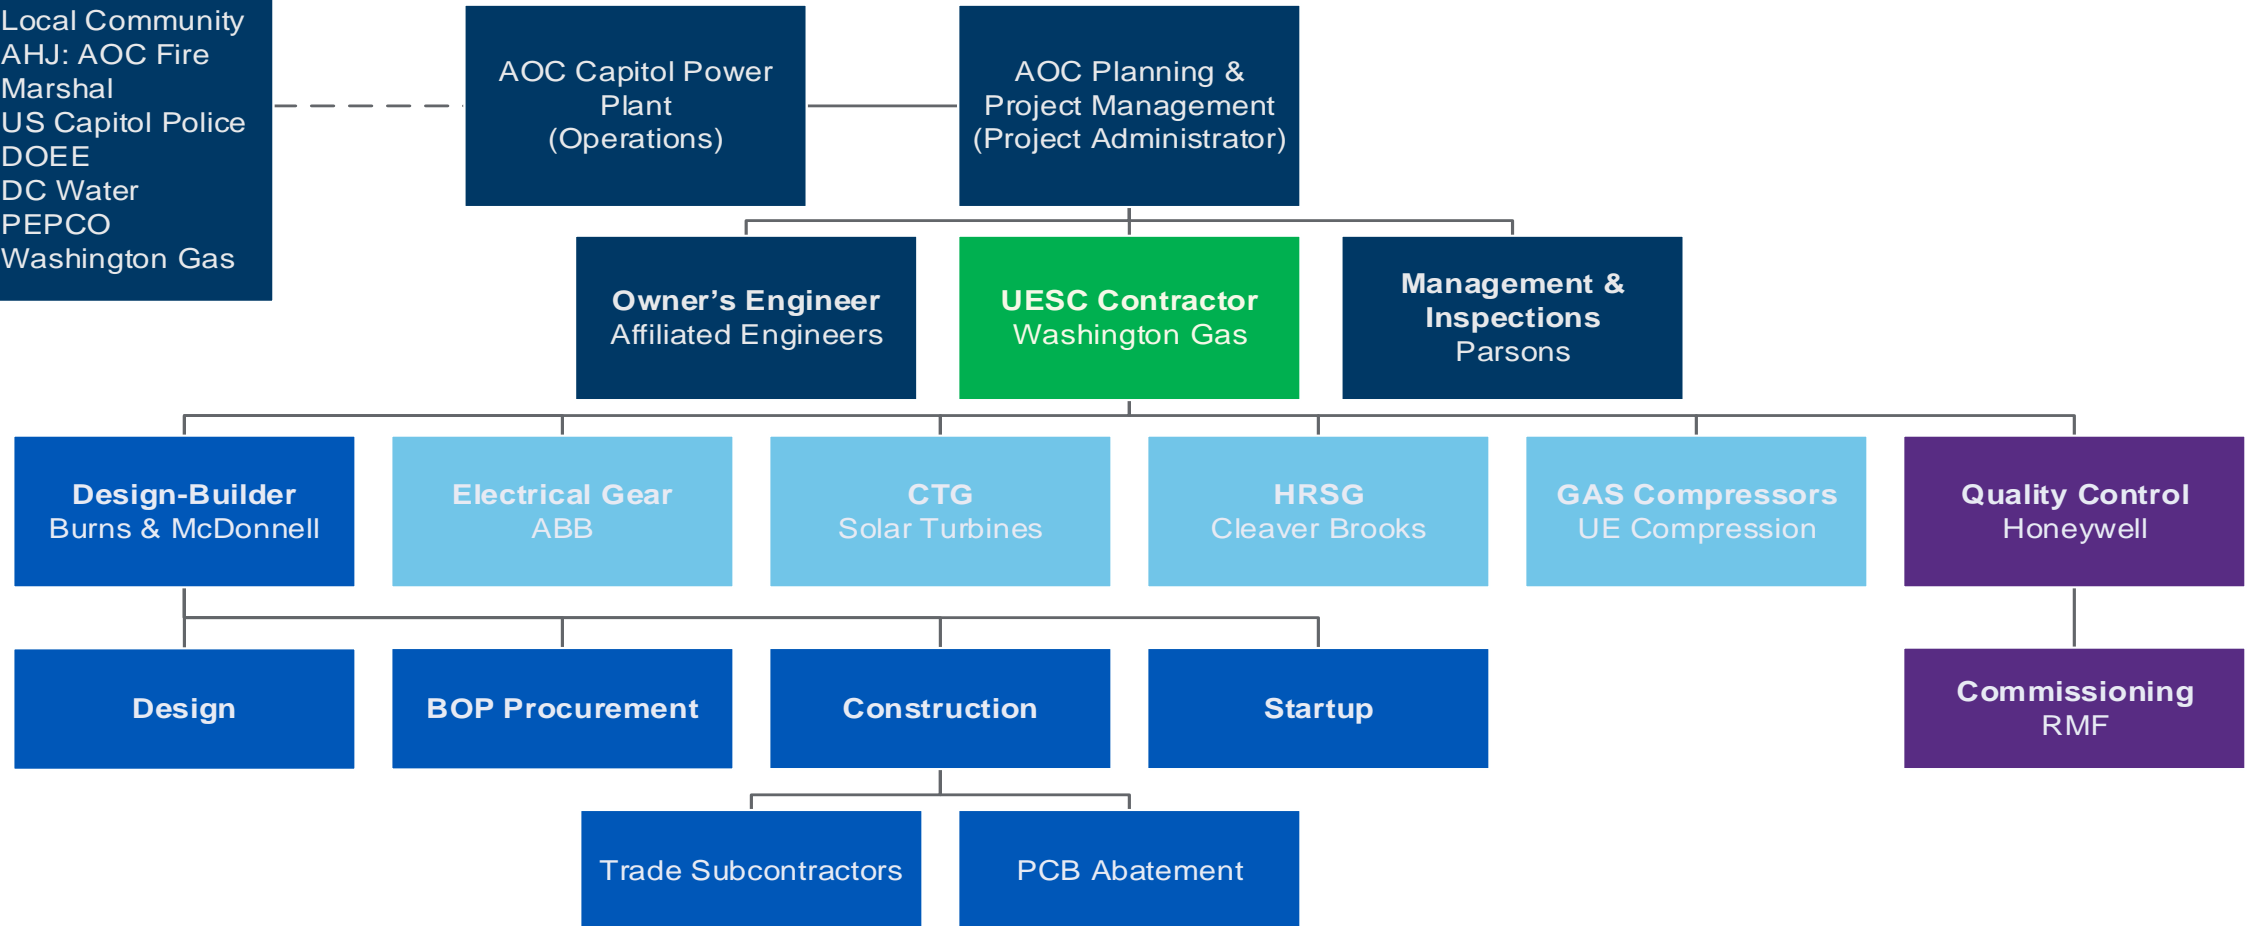 Local Community
AHJ: AOC Fire
Marshal
US Capitol Police
DOEE
DC Water
PEPCO
Washington Gas
AOC Capitol Power
Plant
(Operations)
AOC Planning &
Project Management
(Project Administrator)
Owner’s Engineer
Affiliated Engineers
UESC Contractor
Washington Gas
Management &
Inspections
Parsons
Design-Builder
Burns & McDonnell
Electrical Gear
ABB
CTG
Solar Turbines
HRSG
Cleaver Brooks
GAS Compressors
UE Compression
Quality Control
Honeywell
Design
BOP Procurement
Construction
Startup
Commissioning
RMF
Trade Subcontractors
PCB Abatement